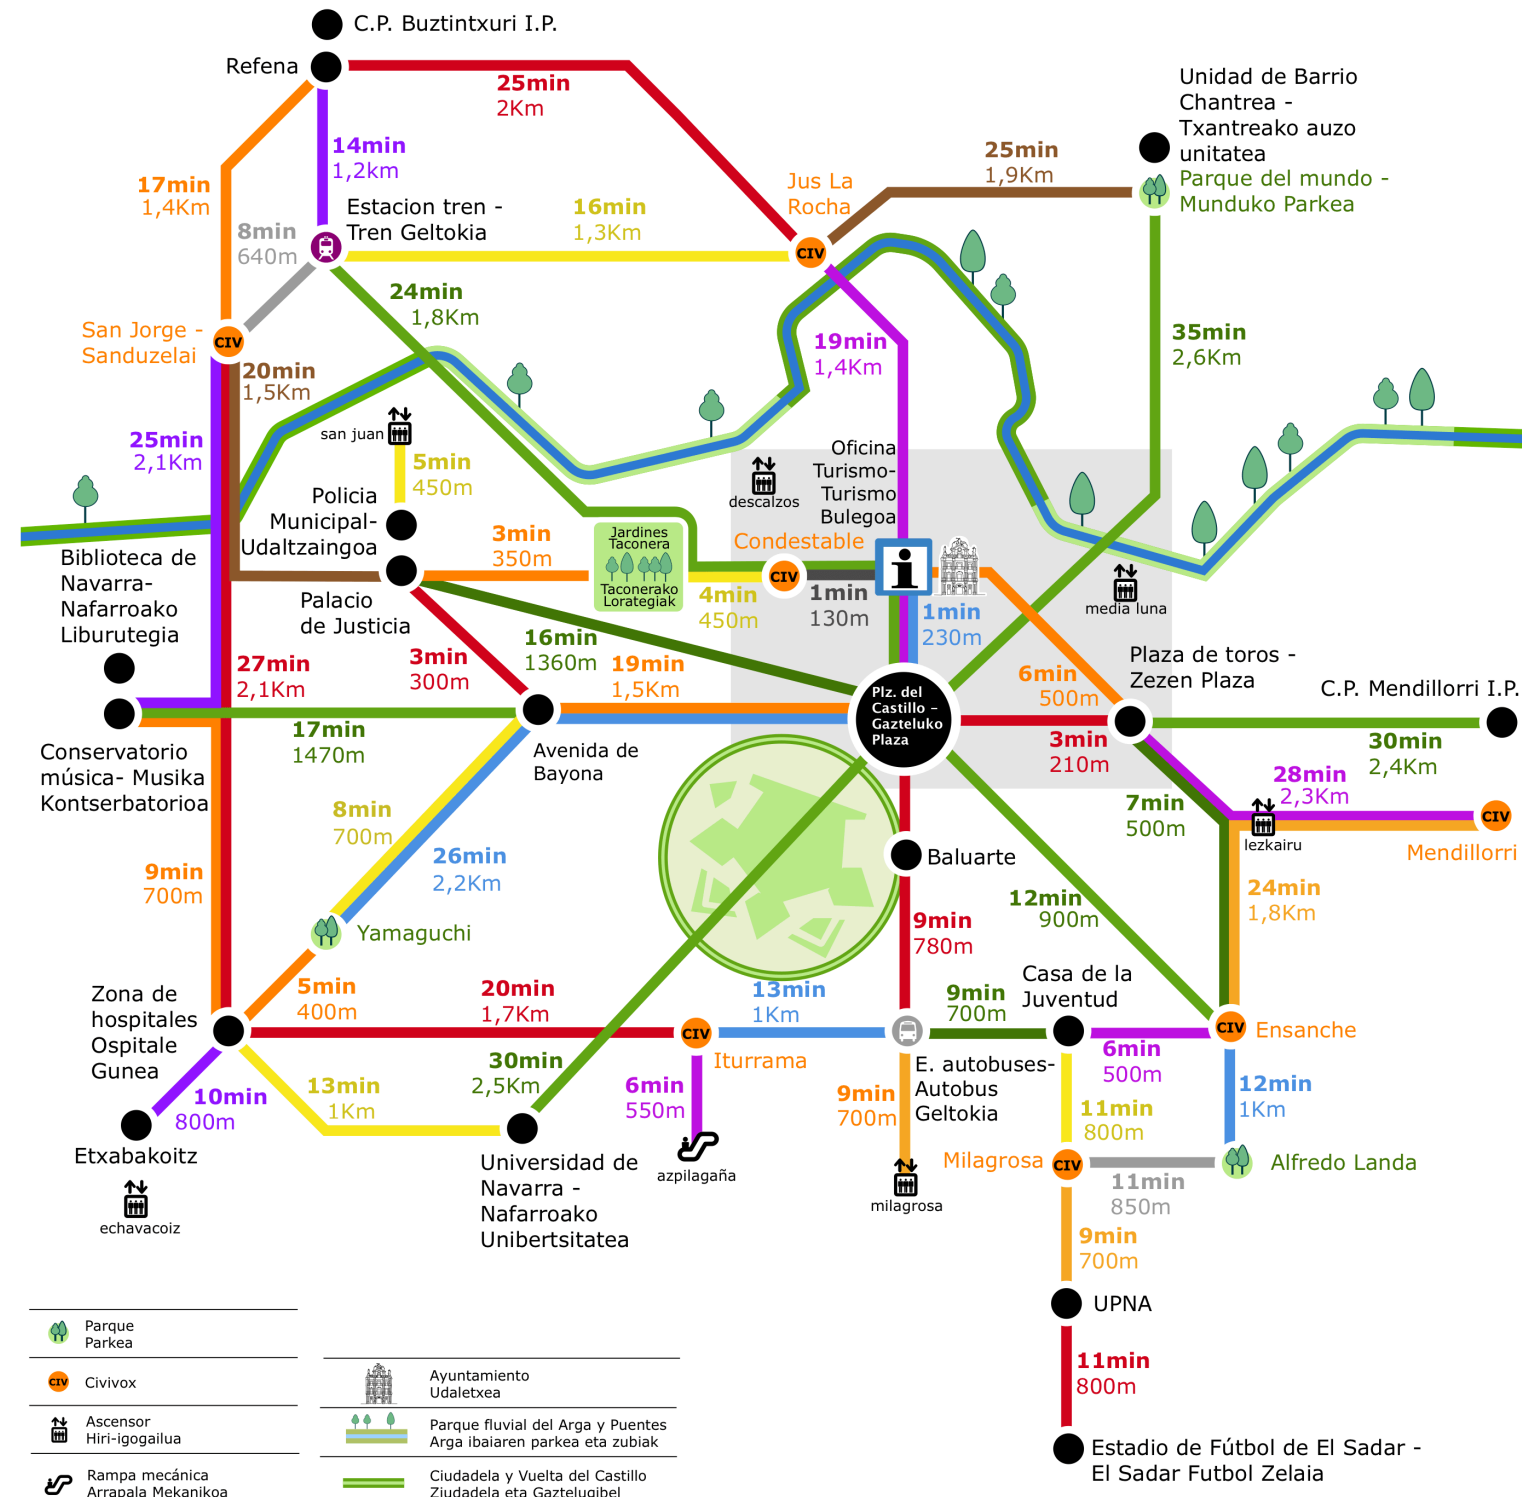 C.P. Buztintxuri I.P.
Refena
25min
2Km
Unidad de Barrio
Chantrea -
Txantreako auzo
unitatea
Parque del mundo -
Munduko Parkea
14min
1,2km
25min
1,9Km
17min
1,4Km
Jus La
Rocha
CIV
Estacion tren -
Tren Geltokia
16min
1,3Km
8min
640m
24min
1,8Km
San Jorge -
Sanduzelai
CIV
19min
1,4Km
35min
2,6Km
20min
1,5Km
san juan
25min
2,1Km
5min
450m
Oficina
Turismo-
Turismo
Bulegoa
descalzos
Policia
Municipal-
Udaltzaingoa
3min
350m
Jardines
Taconera
Taconerako
Lorategiak
Condestable
CIV
4min
450m
1min
130m
i
1min
230m
media luna
Biblioteca de
Navarra-
Nafarroako
Liburutegia
Palacio
de Justicia
16min
1360m
27min
2,1Km
3min
300m
19min
1,5Km
6min
500m
Plaza de toros -
Zezen Plaza
C.P. Mendillorri I.P.
Plz. del
Castillo -
Gazteluko
Plaza
17min
1470m
Conservatorio
música- Musika
Kontserbatorioa
Avenida de
Bayona
3min
210m
30min
2,4Km
28min
2,3Km
7min
500m
lezkairu
CIV
Mendillorri
8min
700m
26min
2,2Km
Baluarte
9min
700m
12min
900m
24min
1,8Km
9min
780m
Yamaguchi
Zona de
hospitales
Ospitale
Gunea
5min
400m
20min
1,7Km
13min
1Km
9min
700m
Casa de la
Juventud
CIV
Iturrama
CIV
Ensanche
6min
500m
E. autobuses-
Autobus
Geltokia
30min
2,5Km
6min
550m
9min
700m
11min
800m
12min
1Km
10min
800m
13min
1Km
Etxabakoitz
echavacoiz
Universidad de
Navarra -
Nafarroako
Unibertsitatea
azpilagaña
milagrosa
Milagrosa
CIV
11min
850m
Alfredo Landa
9min
700m
UPNA
11min
800m
Estadio de Fútbol de El Sadar -
El Sadar Futbol Zelaia
Parque
Parkea
CIV
Civivox
Ascensor
Hiri-igogailua
Rampa mecánica
Arrapala Mekanikoa
Ayuntamiento
Udaletxea
Parque fluvial del Arga y Puentes
Arga ibaiaren parkea eta zubiak
Ciudadela y Vuelta del Castillo
Ziudadela eta Gaztelugibel